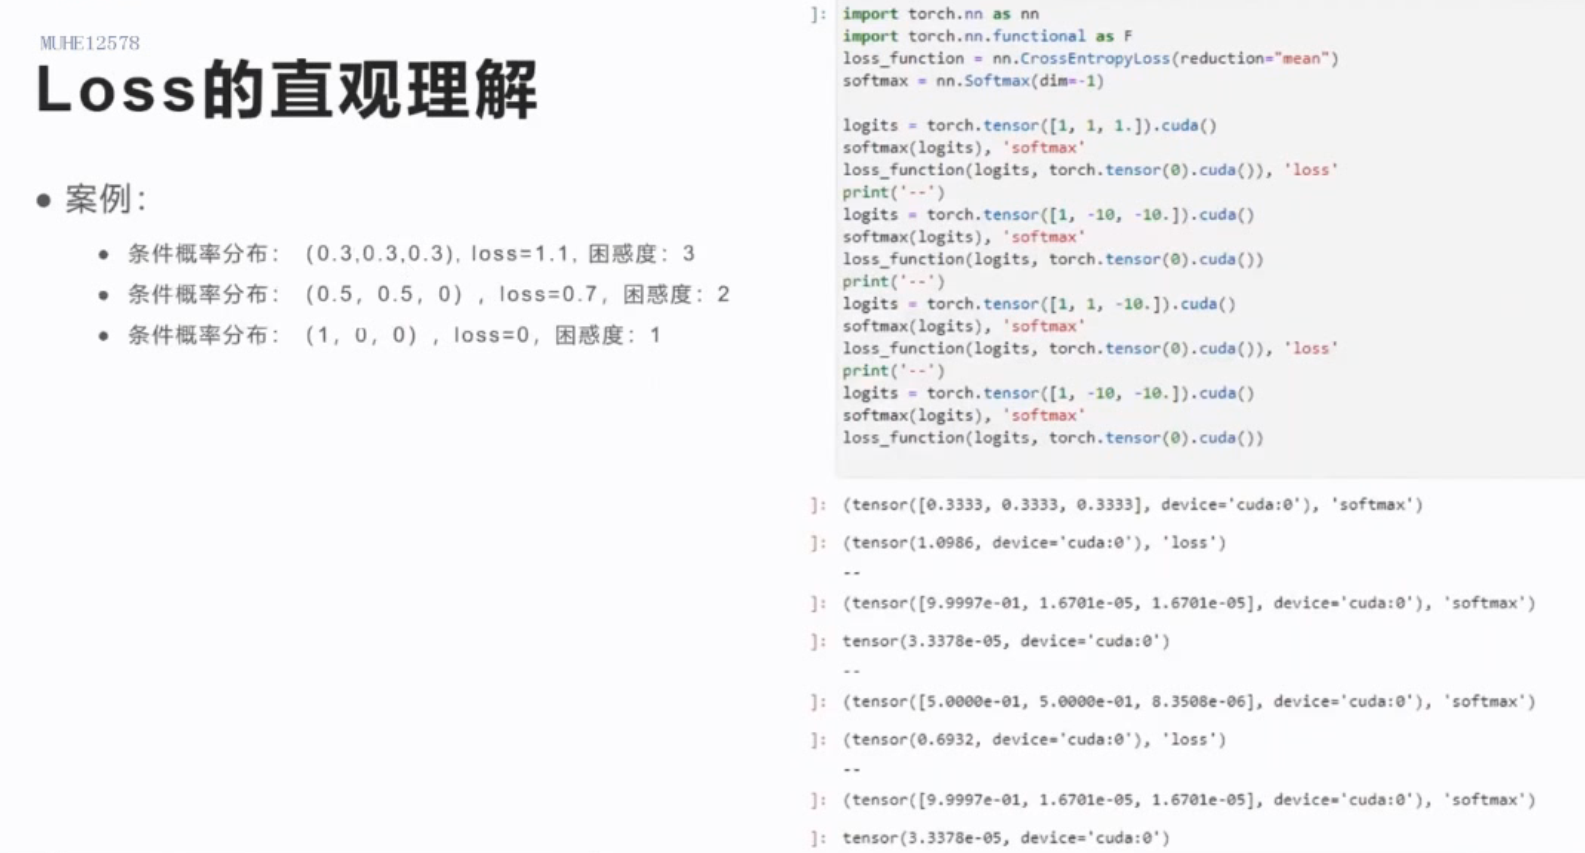 MUHE12578
Loss的直观理解
案例：
条件概率分布： (0.3,0.3,0.3), loss=1.1, 困惑度：3
条件概率分布： (0.5，0.5，0) ，loss=0.7，困惑度：2
条件概率分布： (1，0，0) ，loss=0，困惑度：1
]: import torch.nn as nn
import torch.nn.functional as F
loss_function = nn.CrossEntropyLoss(reduction="mean")
softmax = nn.Softmax(dim=-1)
logits = torch.tensor([1, 1, 1.]).cuda()
softmax(logits), 'softmax'
loss_function(logits, torch.tensor(0).cuda()), 'loss'
print('--')
logits = torch.tensor([1, -10, -10.]).cuda()
softmax(logits), 'softmax'
loss_function(logits, torch.tensor(0).cuda())
print('--')
logits = torch.tensor([1, 1, -10.]).cuda()
softmax(logits), 'softmax'
loss_function(logits, torch.tensor(0).cuda()), 'loss'
print('--')
logits = torch.tensor([1, -10, -10.]).cuda()
softmax(logits), 'softmax'
loss_function(logits, torch.tensor(0).cuda())
]: (tensor([0.3333, 0.3333, 0.3333], device='cuda:0'), 'softmax')
]: (tensor(1.0986, device='cuda:0'), 'loss')
--
]: (tensor([9.9997e-01, 1.6701e-05, 1.6701e-05], device='cuda:0'), 'softmax')
]: tensor(3.3378e-05, device='cuda:0')
--
]: (tensor([5.0000e-01, 5.0000e-01, 8.3508e-06], device='cuda:0'), 'softmax')
]: (tensor(0.6932, device='cuda:0'), 'loss')
--
]: (tensor([9.9997e-01, 1.6701e-05, 1.6701e-05], device='cuda:0'), 'softmax')
]: tensor(3.3378e-05, device='cuda:0')